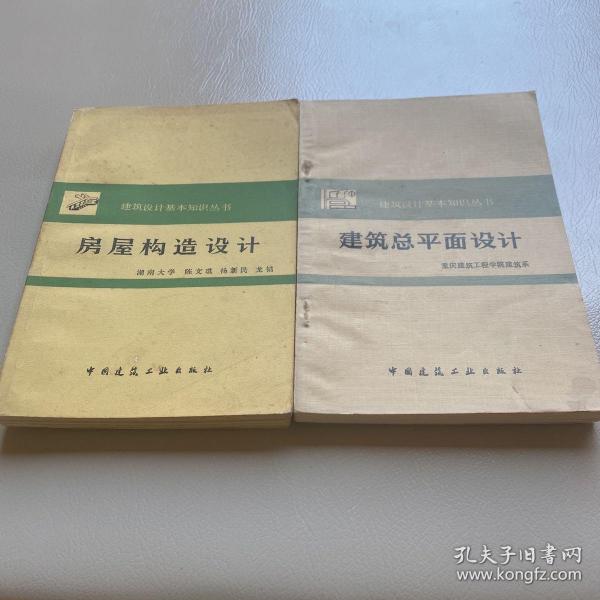 建筑设计基本知识丛书
房屋构造设计
湖南大学 陈文琪 杨新民 龙韬
中国建筑工业出版社
建筑设计基本知识丛书
建筑总平面设计
重庆建筑工程学院建筑系
中国建筑工业出版社
孔夫子旧书网
www.kongfz.com